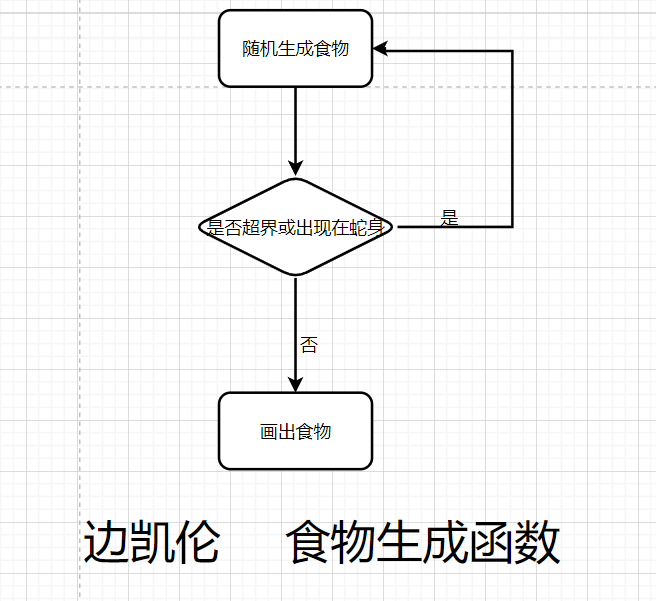 随机生成食物
是否超界或出现在蛇身
是
否
画出食物
边凯伦 食物生成函数